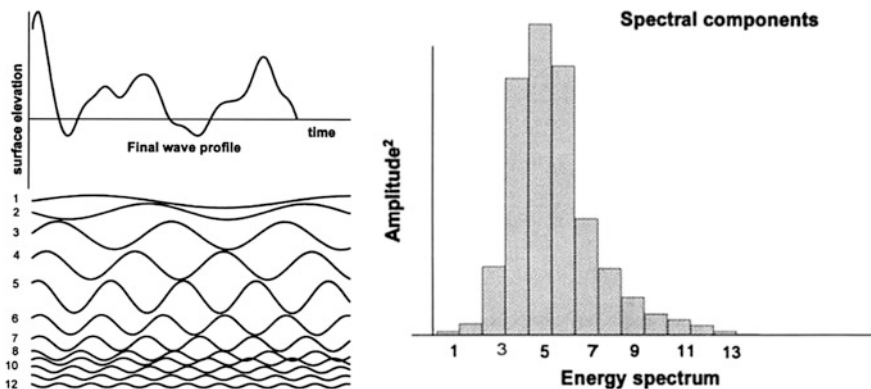 surface elevation
time
Final wave profile
1
2
3
4
5
6
7
8
10
12
Spectral components
Amplitude²
1 3 5 7 9 11 13
Energy spectrum